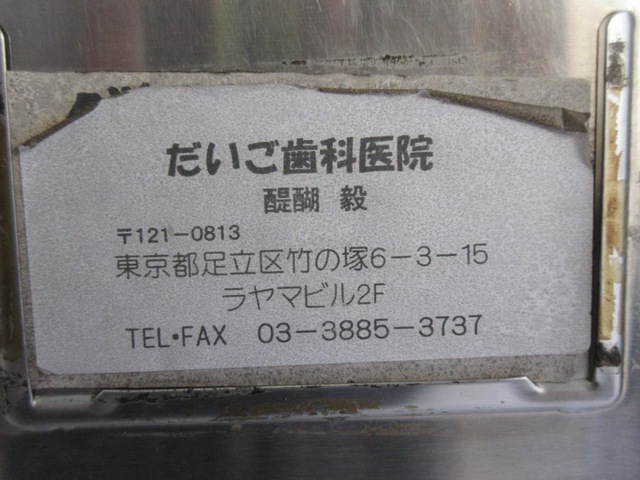 だいご歯科医院
醍醐 毅
〒121-0813
東京都足立区竹の塚6-3-15
ラヤマビル2F
TEL・FAX 03-3885-3737